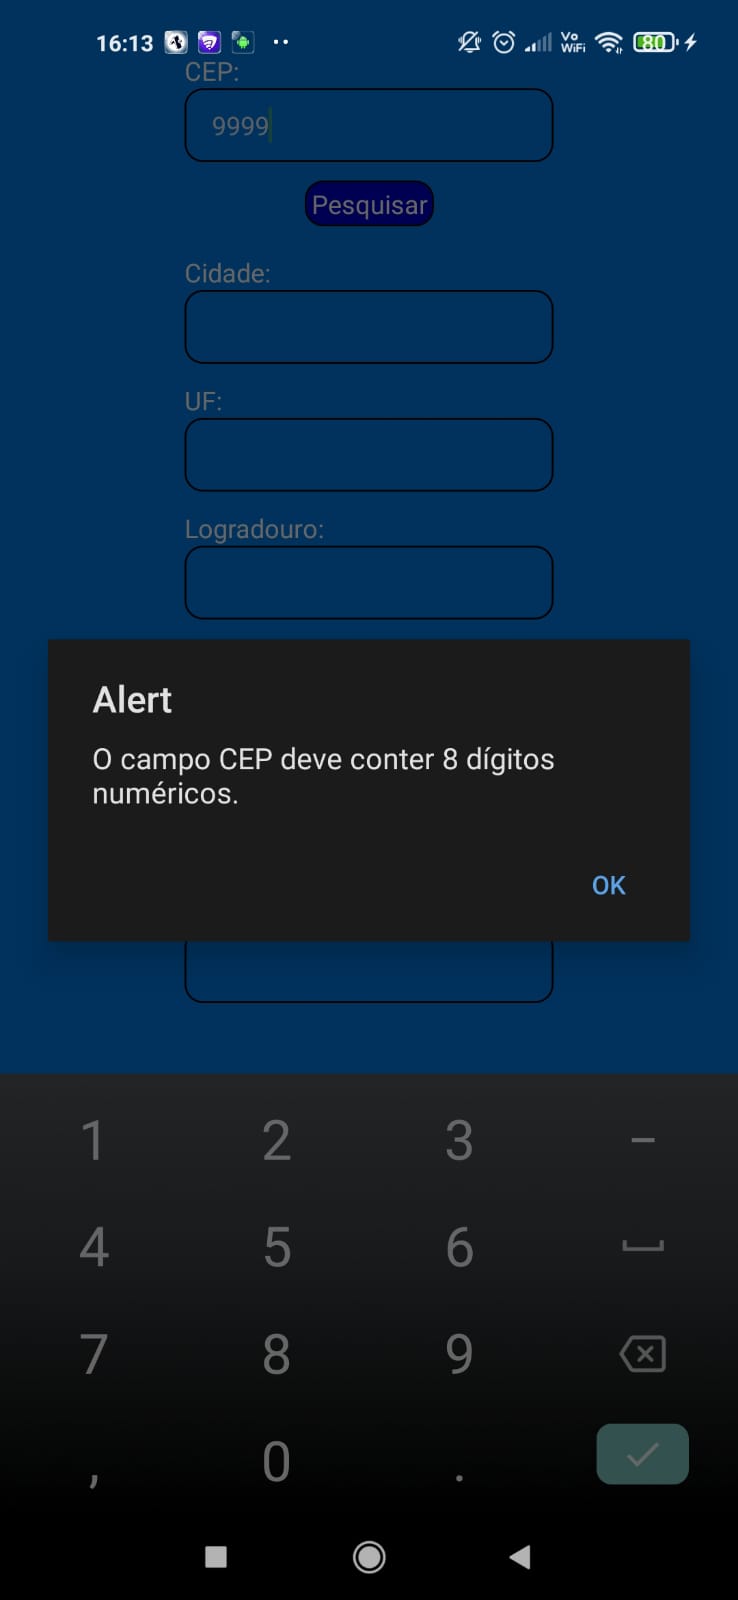 16:13
Vo
WiFi
80
CEP:
9999
Pesquisar
Cidade:
UF:
Logradouro:
Alert
O campo CEP deve conter 8 dígitos
numéricos.
OK
1 2 3 –
4 5 6
7 8 9
, 0 .